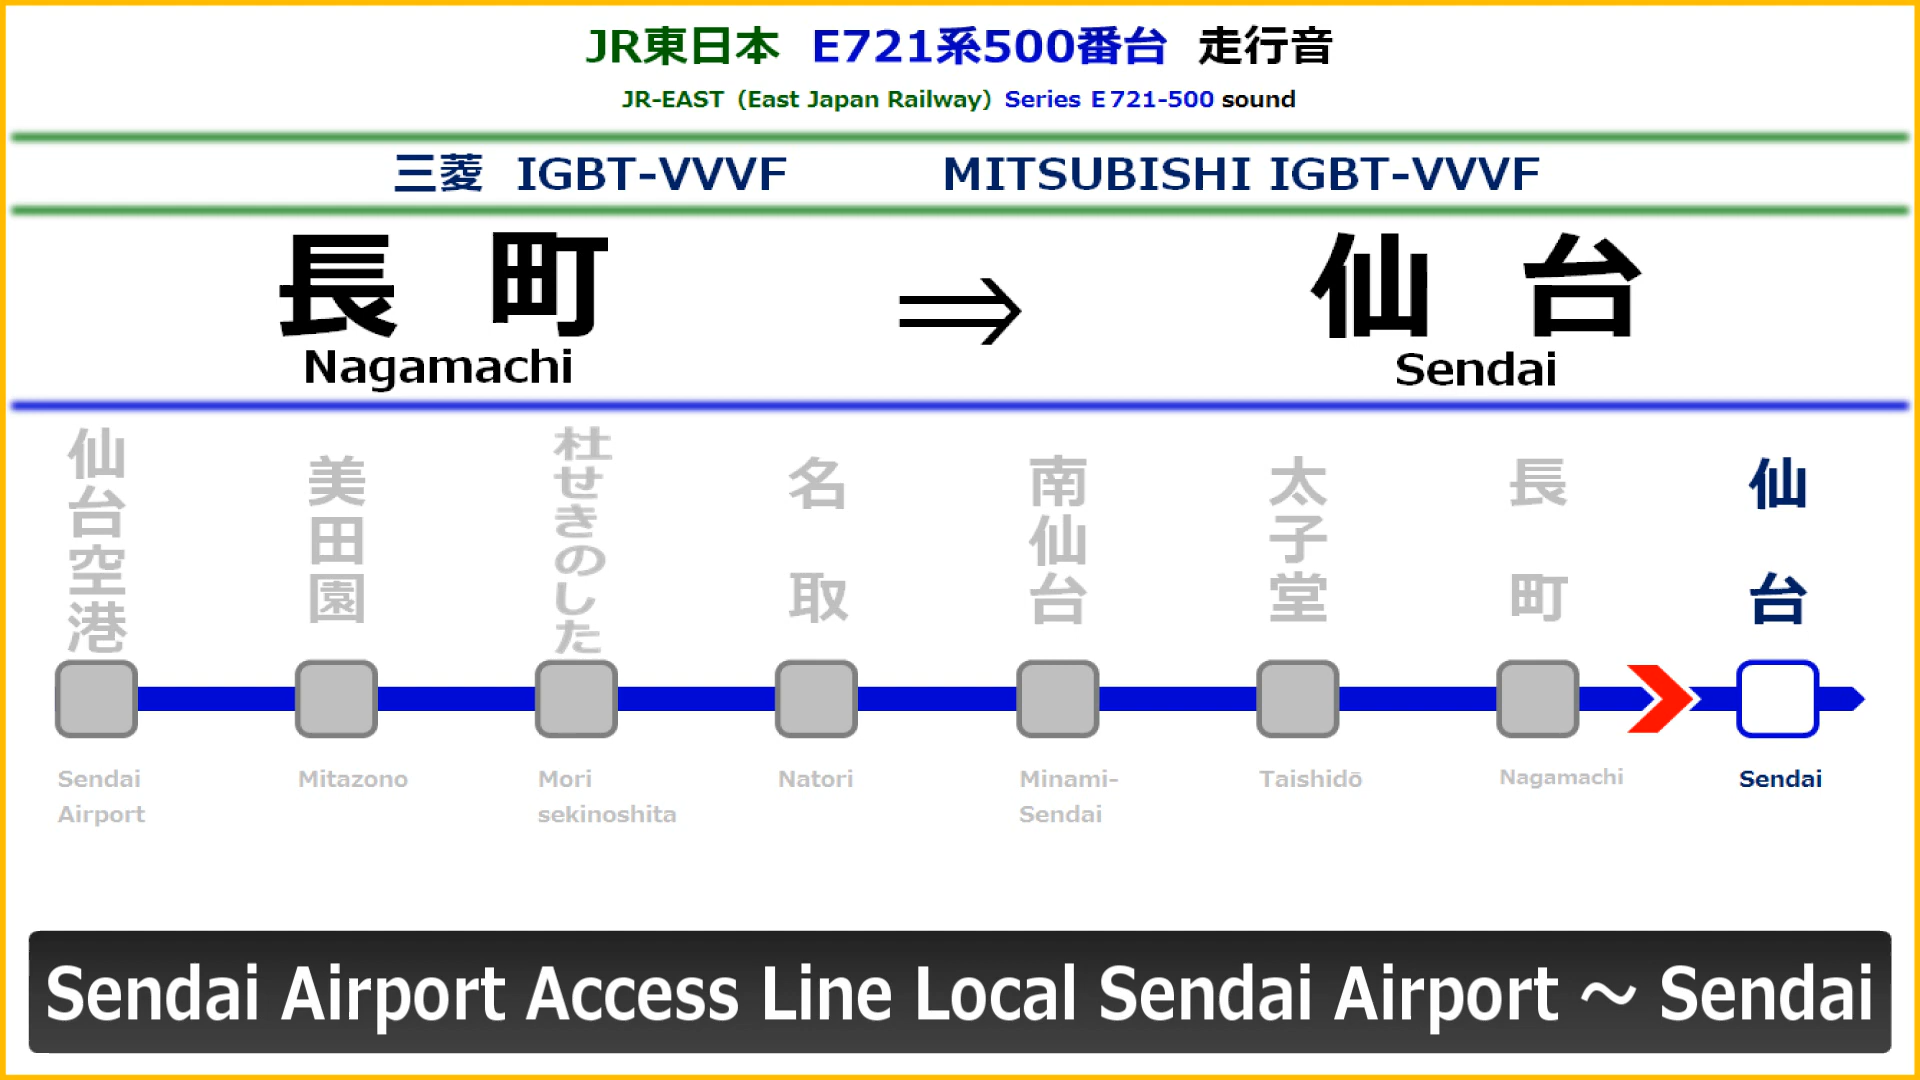 JR東日本 E721系500番台 走行音
JR-EAST（East Japan Railway）Series E721-500 sound
三菱 IGBT-VVVF MITSUBISHI IGBT-VVVF
長町 ⇒ 仙台
Nagamachi Sendai
仙台空港
美田園
杜せきのした
名取
南仙台
太子堂
長町
仙台
Sendai Airport
Mitazono
Mori sekinoshita
Natori
Minami-Sendai
Taishidō
Nagamachi
Sendai
Sendai Airport Access Line Local Sendai Airport ～ Sendai